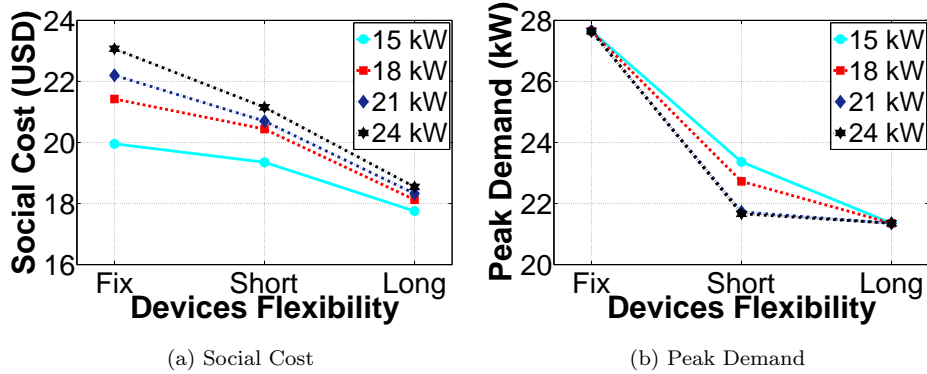 Social Cost (USD)
24
22
20
18
16
Fix
Short
Long
Devices Flexibility
15 kW
18 kW
21 kW
24 kW
(a) Social Cost
Peak Demand (kW)
28
26
24
22
20
Fix
Short
Long
Devices Flexibility
15 kW
18 kW
21 kW
24 kW
(b) Peak Demand